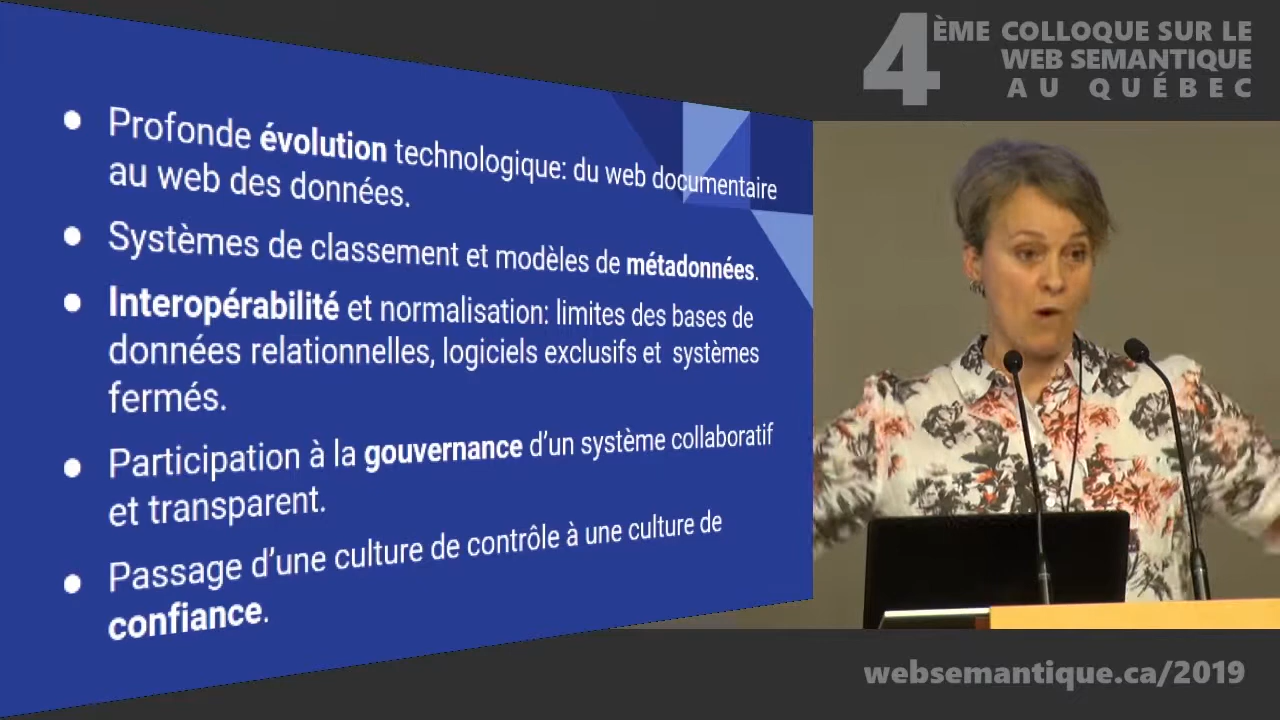 4ÈME COLLOQUE SUR LE
WEB SEMANTIQUE
AU QUÉBEC
● Profonde évolution technologique: du web documentaire
au web des données.
● Systèmes de classement et modèles de métadonnées.
● Interopérabilité et normalisation: limites des bases de
données relationnelles, logiciels exclusifs et systèmes
fermés.
● Participation à la gouvernance d’un système collaboratif
et transparent.
● Passage d’une culture de contrôle à une culture de
confiance.
websemantique.ca/2019